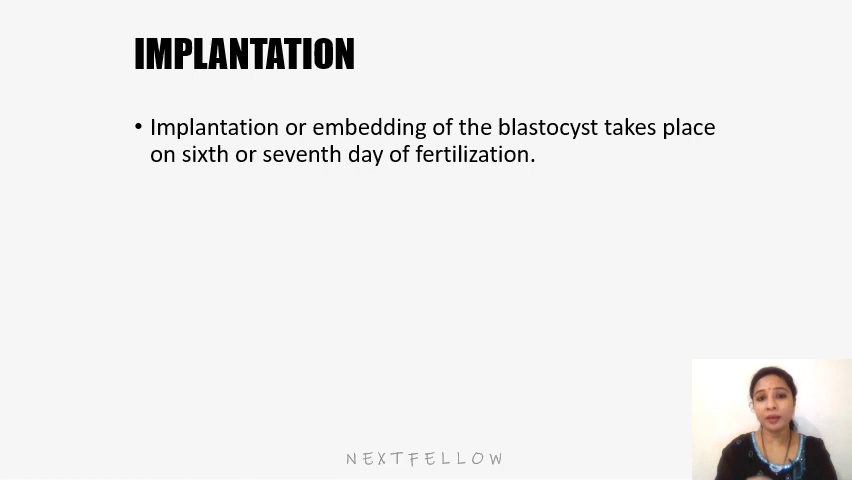 IMPLANTATION
• Implantation or embedding of the blastocyst takes place
on sixth or seventh day of fertilization.
NEXTFELLOW